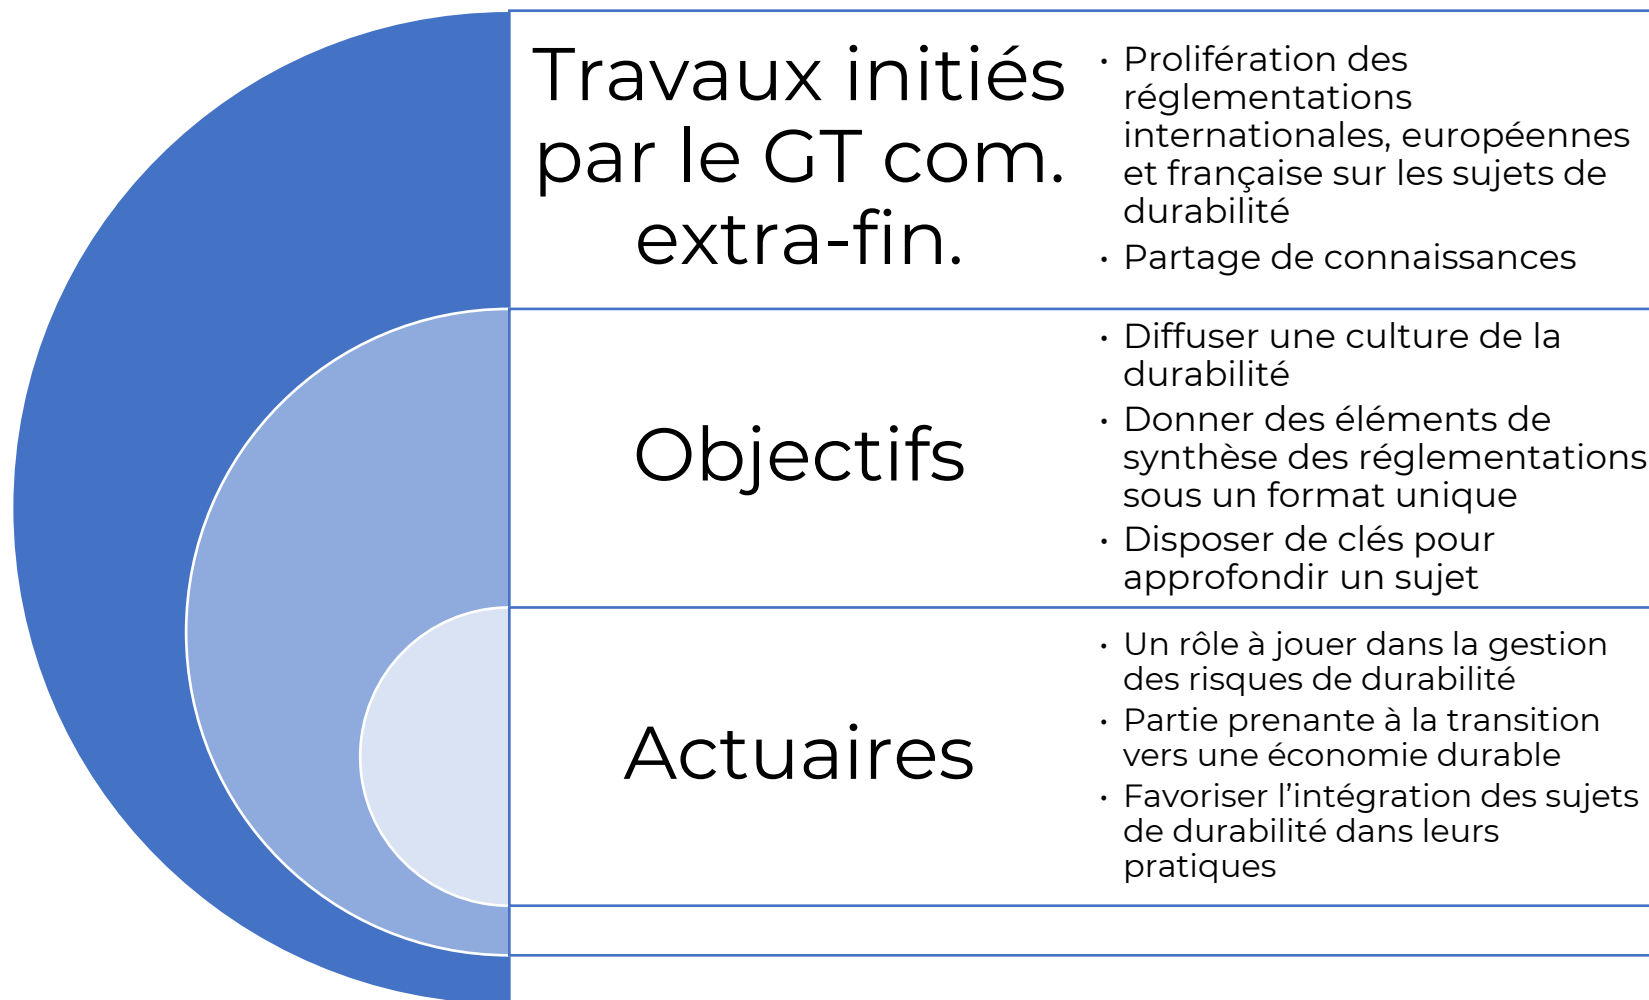 Travaux initiés
par le GT com.
extra-fin.
• Prolifération des
réglementations
internationales, européennes
et française sur les sujets de
durabilité
• Partage de connaissances
Objectifs
• Diffuser une culture de la
durabilité
• Donner des éléments de
synthèse des réglementations
sous un format unique
• Disposer de clés pour
approfondir un sujet
Actuaires
• Un rôle à jouer dans la gestion
des risques de durabilité
• Partie prenante à la transition
vers une économie durable
• Favoriser l’intégration des sujets
de durabilité dans leurs
pratiques